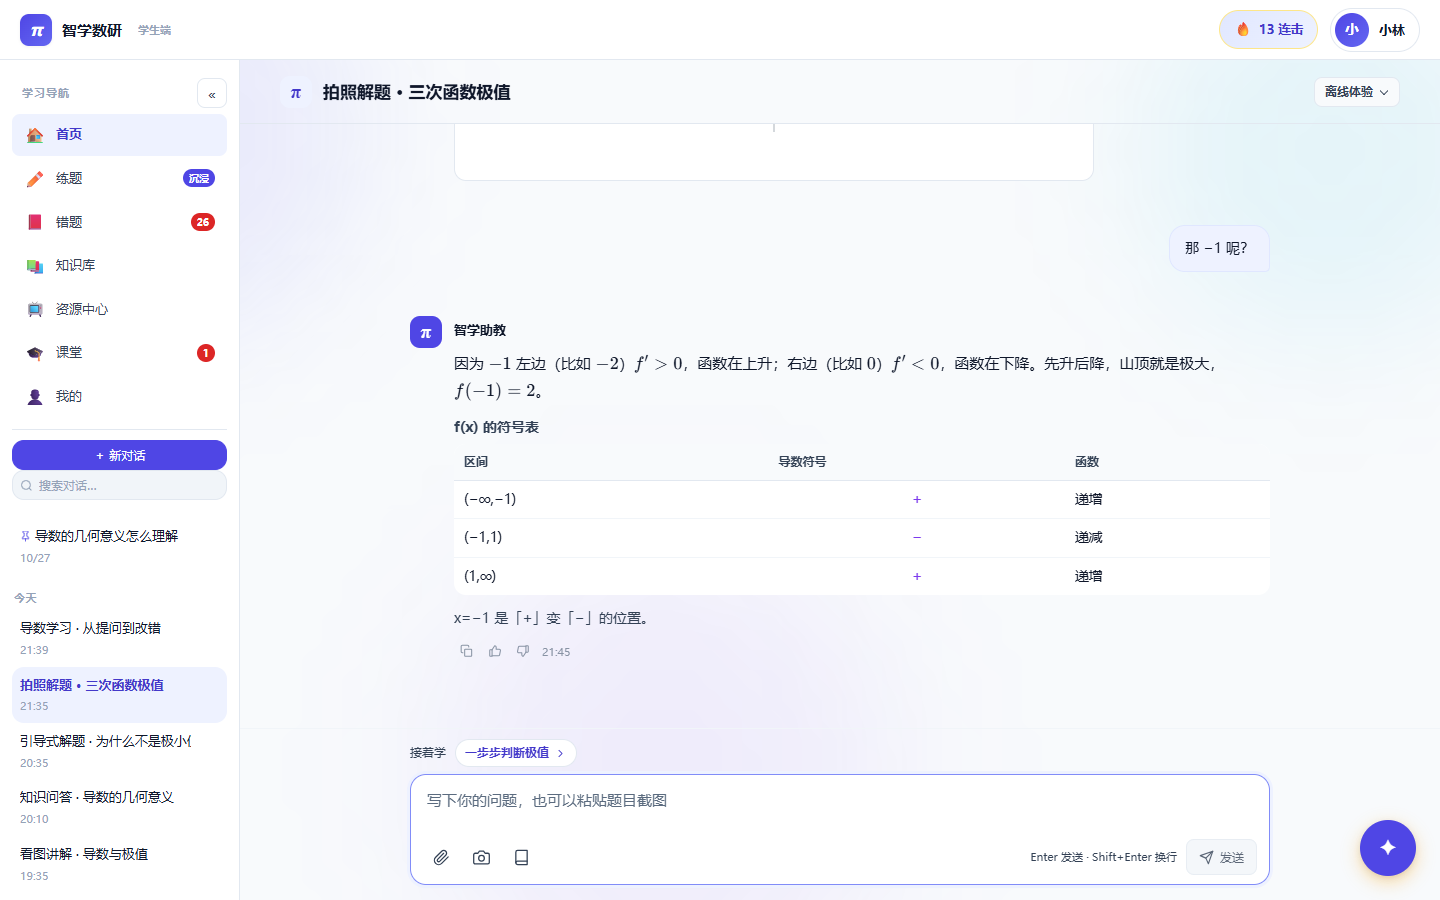 π 智学数研 学生端
13 连击
小 小林
学习导航
«
首页
练题 沉浸
错题 26
知识库
资源中心
课堂 1
我的
+ 新对话
搜索对话...
导数的几何意义怎么理解
10/27
今天
导数学习 · 从提问到改错
21:39
拍照解题 • 三次函数极值
21:35
引导式解题 · 为什么不是极小
20:35
知识问答 · 导数的几何意义
20:10
看图讲解 · 导数与极值
19:35
π 拍照解题 • 三次函数极值
离线体验
那 −1 呢？
π 智学助教
因为 −1 左边（比如 −2）f′ > 0，函数在上升；右边（比如 0）f′ < 0，函数在下降。先升后降，山顶就是极大，
f(−1) = 2。
f(x) 的符号表
区间 导数符号 函数
(−∞,−1) + 递增
(−1,1) − 递减
(1,∞) + 递增
x=−1 是「+」变「−」的位置。
21:45
接着学 一步步判断极值 ›
写下你的问题，也可以粘贴题目截图
Enter 发送 · Shift+Enter 换行
发送